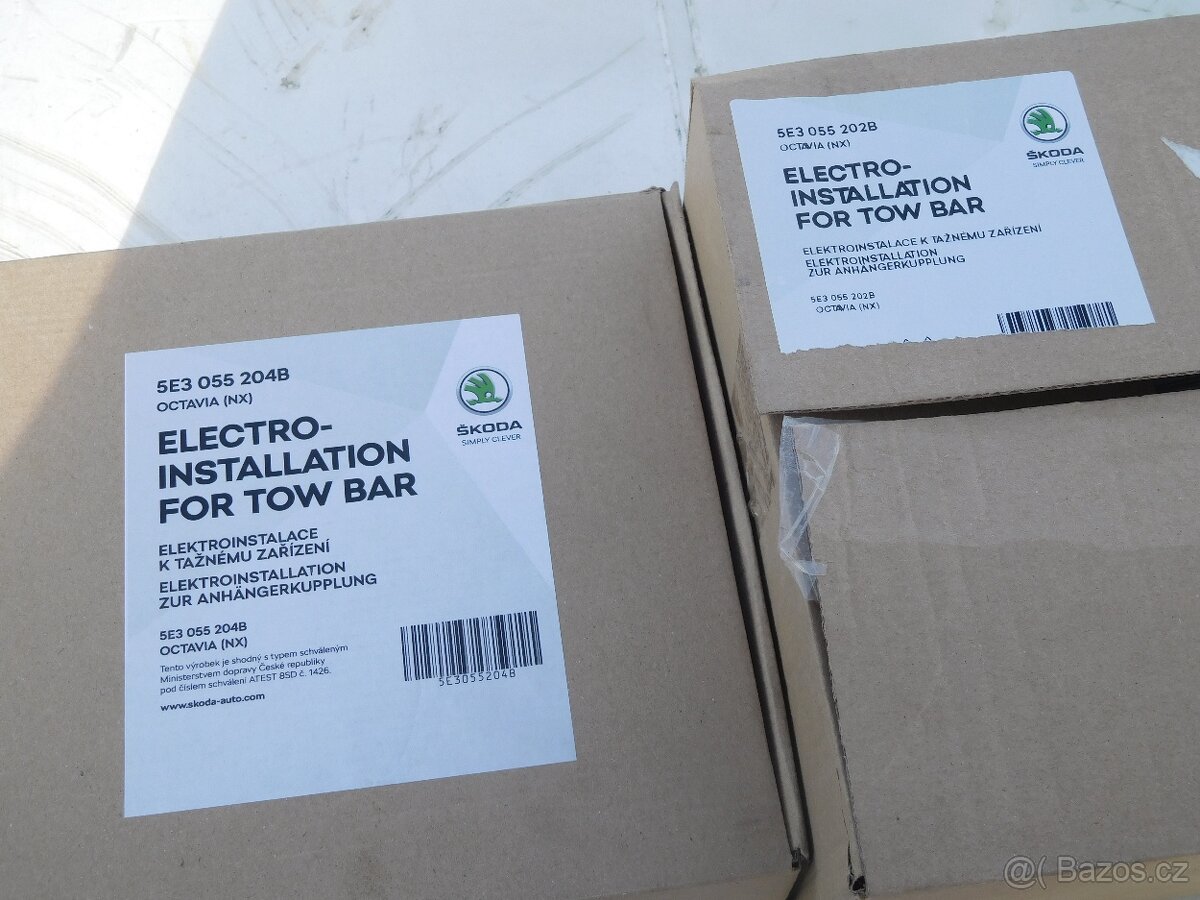 5E3 055 204B
OCTAVIA (NX)
ELECTRO-
INSTALLATION
FOR TOW BAR
ŠKODA
SIMPLY CLEVER
ELEKTROINSTALACE
K TAŽNÉMU ZAŘÍZENÍ
ELEKTROINSTALLATION
ZUR ANHÄNGERKUPPLUNG
5E3 055 204B
OCTAVIA (NX)
Tento výrobek je shodný s typem schváleným
Ministerstvem dopravy České republiky
pod číslem schválení ATEST 8SD č. 1426.
www.skoda-auto.com
5E3055204B
5E3 055 202B
OCTAVIA (NX)
ELECTRO-
INSTALLATION
FOR TOW BAR
ŠKODA
SIMPLY CLEVER
ELEKTROINSTALACE K TAŽNÉMU ZAŘÍZENÍ
ELEKTROINSTALLATION
ZUR ANHÄNGERKUPPLUNG
5E3 055 202B
OCTAVIA (NX)
@( Bazos.cz